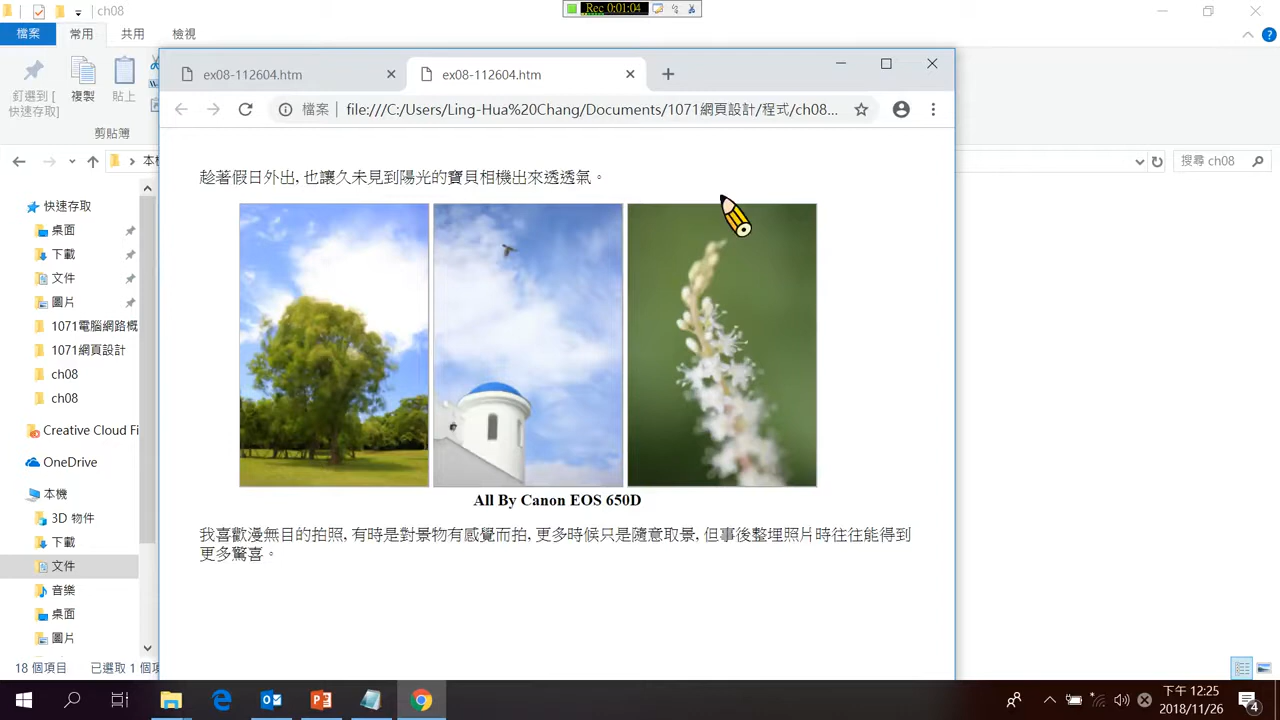 ch08
Rec 0:01:04
檔案
常用
共用
檢視
釘選到 [
快速存取]
複製
貼上
剪貼簿
ex08-112604.htm
ex08-112604.htm
檔案
file:///C:/Users/Ling-Hua%20Chang/Documents/1071網頁設計/程式/ch08...
搜尋 ch08
快速存取
桌面
下載
文件
圖片
1071電腦網路概
1071網頁設計
ch08
ch08
Creative Cloud Fi
OneDrive
本機
3D 物件
下載
文件
音樂
桌面
圖片
18 個項目
已選取 1 個項
趁著假日外出, 也讓久未見到陽光的寶貝相機出來透透氣。
All By Canon EOS 650D
我喜歡漫無目的拍照, 有時是對景物有感覺而拍, 更多時候只是隨意取景, 但事後整理照片時往往能得到
更多驚喜。
下午 12:25
2018/11/26
4